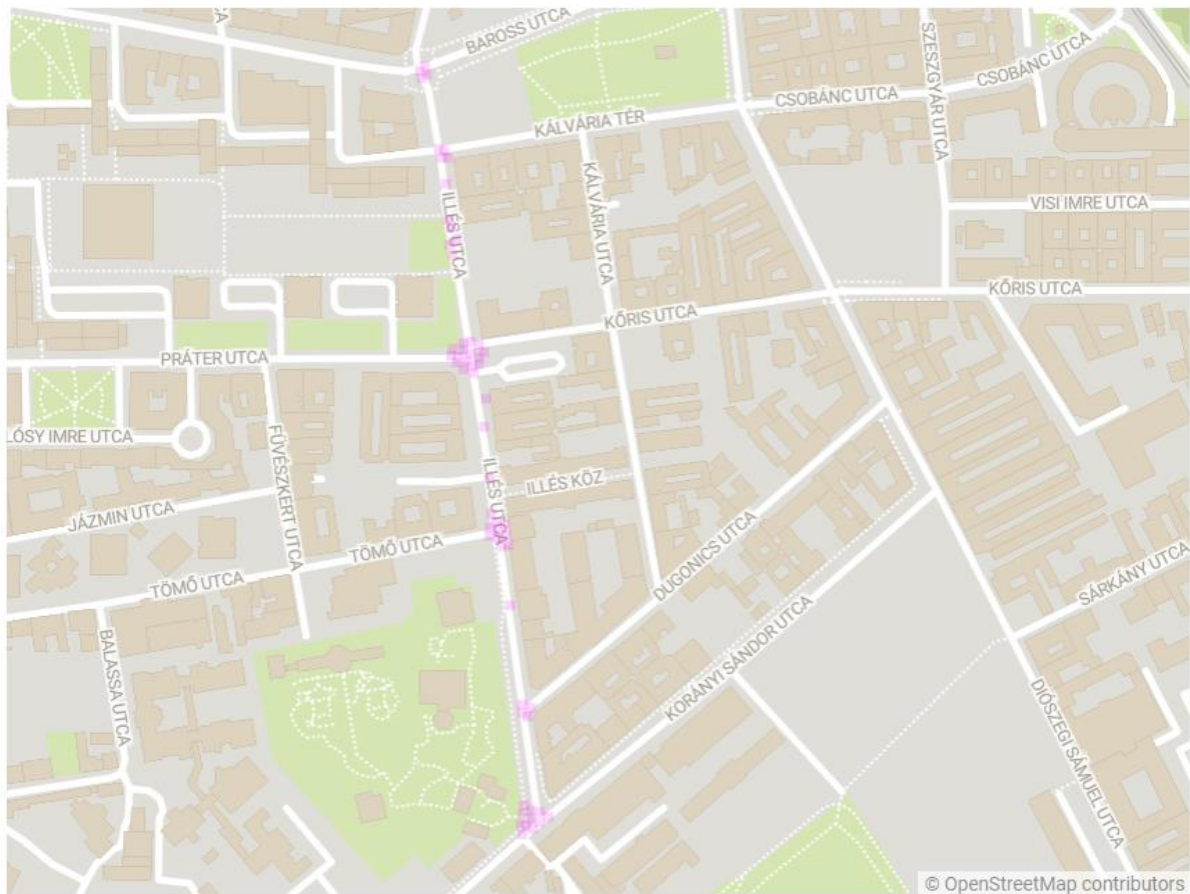 BAROSS UTCA
SZESZGYÁR UTCA
CSOBÁNC UTCA
CSOBÁNC UTCA
KÁLVÁRIA TÉR
KÁLVÁRIA UTCA
ILLÉS UTCA
VISI IMRE UTCA
KŐRIS UTCA
KŐRIS UTCA
PRÁTER UTCA
LÓSY IMRE UTCA
FÜVÉSZKERT UTCA
ILLÉS UTCA
ILLÉS KÖZ
JÁZMIN UTCA
TÖMŐ UTCA
TÖMŐ UTCA
DUGONICS UTCA
SÁRKÁNY UTCA
BALASSA UTCA
KORÁNYI SÁNDOR UTCA
DIÓSZEGI SÁMUEL UTCA
© OpenStreetMap contributors